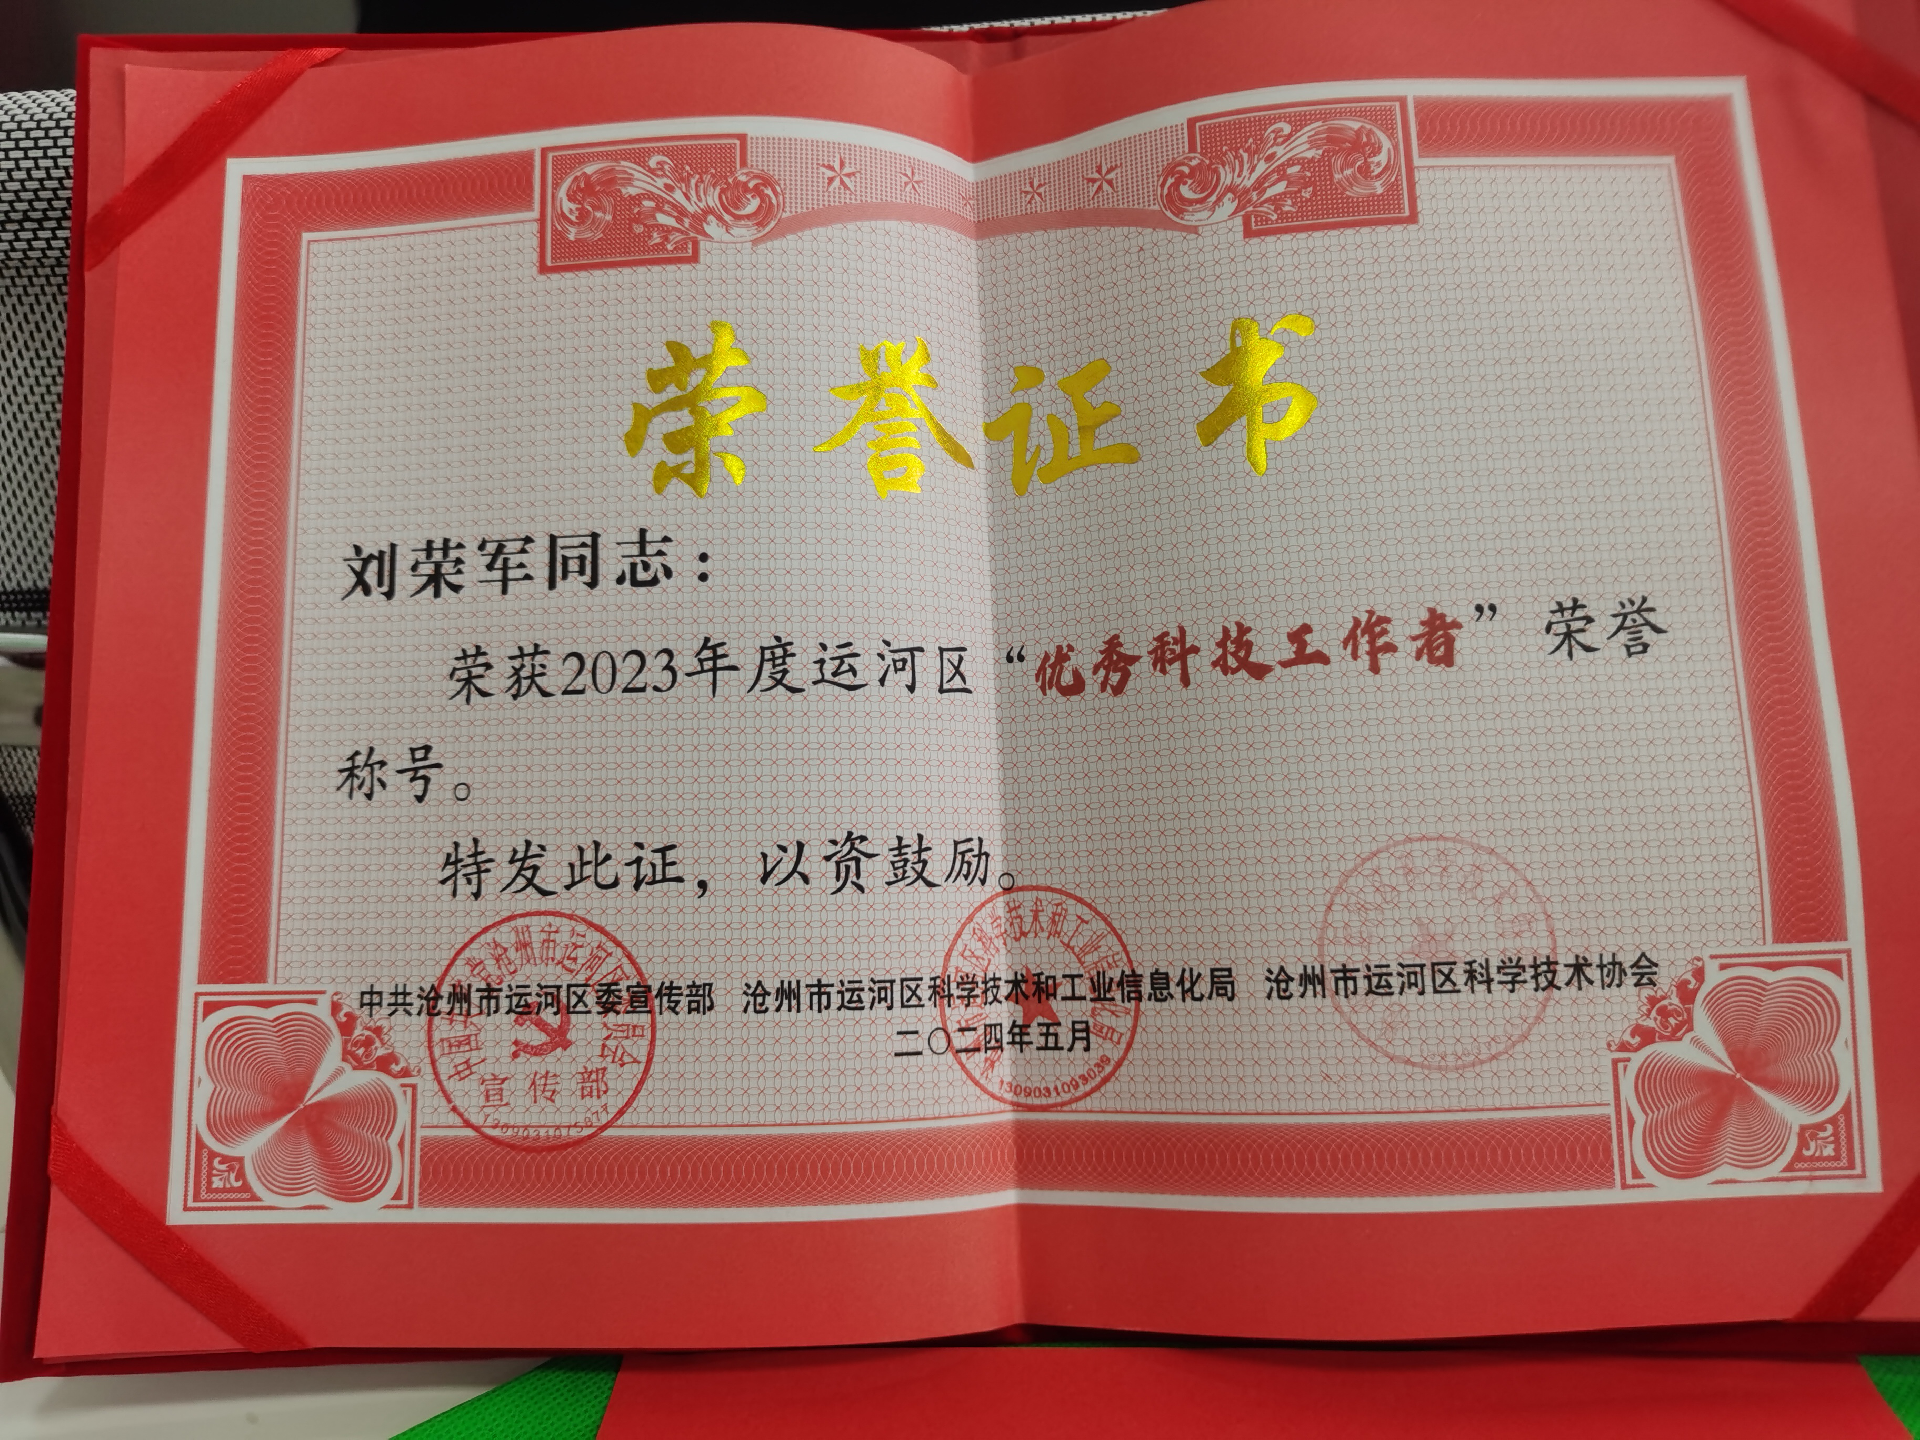 荣誉证书
刘荣军同志：
荣获2023年度运河区“优秀科技工作者”荣誉
称号。
特发此证，以资鼓励。
中共沧州市运河区委宣传部 沧州市运河区科学技术和工业信息化局 沧州市运河区科学技术协会
二〇二四年五月
宣传部
1309031093039